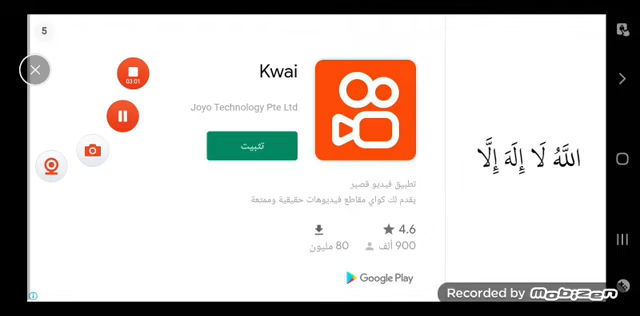 5
Kwai
03:01
Joyo Technology Pte Ltd
تثبيت
اللَّهُ لَا إِلَهَ إِلَّا
تطبيق فيديو قصير
يقدم لك كواي مقاطع فيديوهات حقيقية وممتعة
4.6
900 ألف
80 مليون
Google Play
Recorded by Mobizen